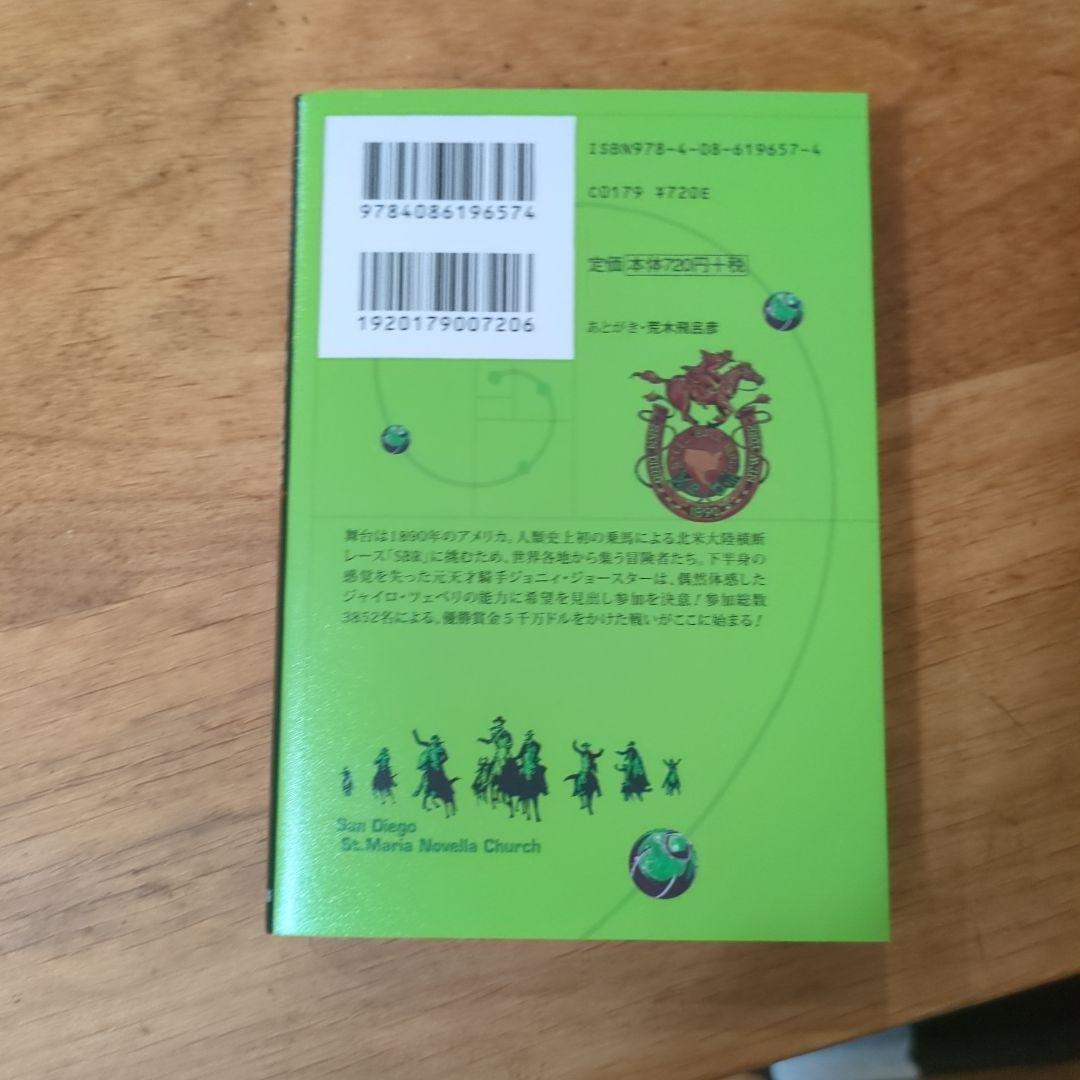 9784086196574
1920179007206
ISBN978-4-08-619657-4
C0179 ¥720E
定価 本体720円+税
あとがき・荒木飛呂彦
1890
舞台は1890年のアメリカ。人類史上初の乗馬による北米大陸横断
レース「SBR」に挑むため、世界各地から集う冒険者たち。下半身の
感覚を失った元天才騎手ジョニィ・ジョースターは、偶然体感した
ジャイロ・ツェペリの能力に希望を見出し参加を決意！参加総数
3852名による、優勝賞金5千万ドルをかけた戦いがここに始まる！
San Diego
St.Maria Novella Church